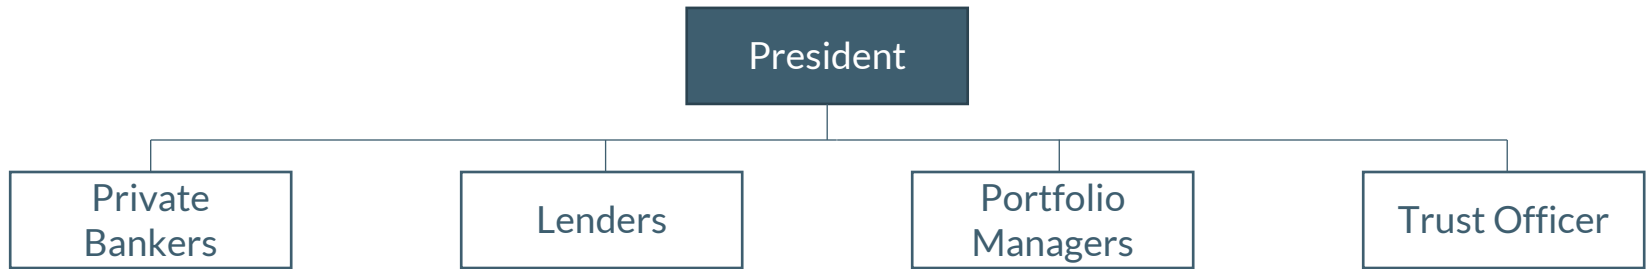 President
Private
Bankers
Lenders
Portfolio
Managers
Trust Officer